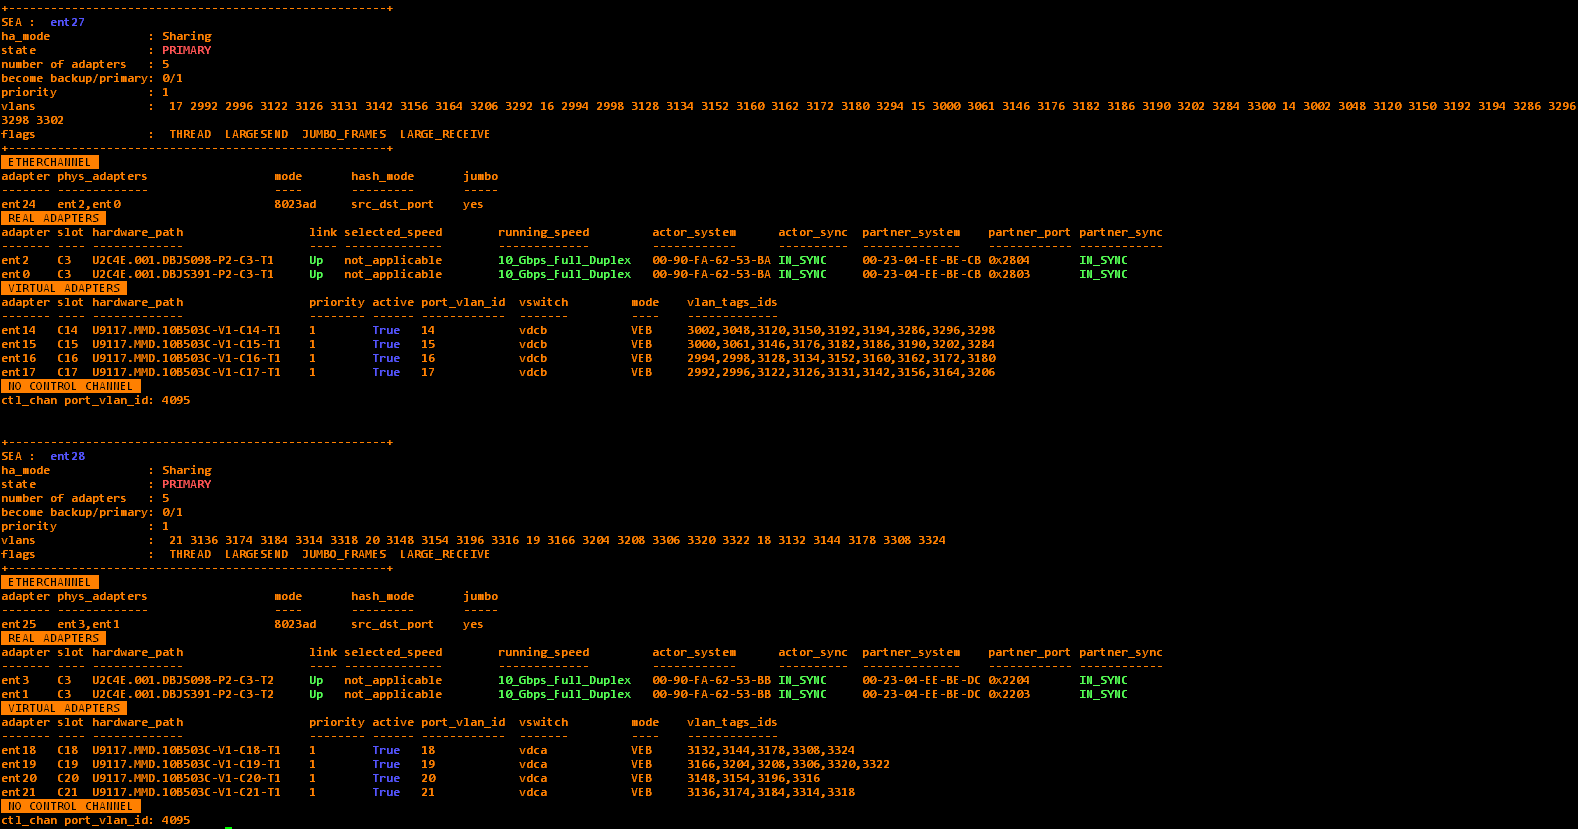 +------------------------------------------------------+
SEA :  ent27
ha_mode              : Sharing
state                : PRIMARY
number of adapters   : 5
become backup/primary: 0/1
priority             : 1
vlans                :  17 2992 2996 3122 3126 3131 3142 3156 3164 3206 3292 16 2994 2998 3128 3134 3152 3160 3162 3172 3180 3294 15 3000 3061 3146 3176 3182 3186 3190 3202 3284 3300 14 3002 3048 3120 3150 3192 3194 3286 3296
3298 3302
flags                :  THREAD  LARGESEND  JUMBO_FRAMES  LARGE_RECEIVE
+------------------------------------------------------+
ETHERCHANNEL
adapter phys_adapters                  mode       hash_mode       jumbo
------- -------------                  ----       ---------       -----
ent24   ent2,ent0                      8023ad     src_dst_port    yes
REAL ADAPTERS
adapter slot hardware_path                  link selected_speed        running_speed         actor_system      actor_sync  partner_system    partner_port partner_sync
------- ---- -------------                  ---- --------------        -------------         ------------      ----------  --------------    ------------ ------------
ent2    C3   U2C4E.001.DBJS098-P2-C3-T1     Up   not_applicable        10_Gbps_Full_Duplex   00-90-FA-62-53-BA IN_SYNC     00-23-04-EE-BE-CB 0x2804       IN_SYNC
ent0    C3   U2C4E.001.DBJS391-P2-C3-T1     Up   not_applicable        10_Gbps_Full_Duplex   00-90-FA-62-53-BA IN_SYNC     00-23-04-EE-BE-CB 0x2803       IN_SYNC
VIRTUAL ADAPTERS
adapter slot hardware_path                  priority active port_vlan_id  vswitch         mode    vlan_tags_ids
------- ---- -------------                  -------- ------ ------------  -------         ----    -------------
ent14   C14  U9117.MMD.10B503C-V1-C14-T1    1        True   14            vdcb            VEB     3002,3048,3120,3150,3192,3194,3286,3296,3298
ent15   C15  U9117.MMD.10B503C-V1-C15-T1    1        True   15            vdcb            VEB     3000,3061,3146,3176,3182,3186,3190,3202,3284
ent16   C16  U9117.MMD.10B503C-V1-C16-T1    1        True   16            vdcb            VEB     2994,2998,3128,3134,3152,3160,3162,3172,3180
ent17   C17  U9117.MMD.10B503C-V1-C17-T1    1        True   17            vdcb            VEB     2992,2996,3122,3126,3131,3142,3156,3164,3206
NO CONTROL CHANNEL
ctl_chan port_vlan_id: 4095
+------------------------------------------------------+
SEA :  ent28
ha_mode              : Sharing
state                : PRIMARY
number of adapters   : 5
become backup/primary: 0/1
priority             : 1
vlans                :  21 3136 3174 3184 3314 3318 20 3148 3154 3196 3316 19 3166 3204 3208 3306 3320 3322 18 3132 3144 3178 3308 3324
flags                :  THREAD  LARGESEND  JUMBO_FRAMES  LARGE_RECEIVE
+------------------------------------------------------+
ETHERCHANNEL
adapter phys_adapters                  mode       hash_mode       jumbo
------- -------------                  ----       ---------       -----
ent25   ent3,ent1                      8023ad     src_dst_port    yes
REAL ADAPTERS
adapter slot hardware_path                  link selected_speed        running_speed         actor_system      actor_sync  partner_system    partner_port partner_sync
------- ---- -------------                  ---- --------------        -------------         ------------      ----------  --------------    ------------ ------------
ent3    C3   U2C4E.001.DBJS098-P2-C3-T2     Up   not_applicable        10_Gbps_Full_Duplex   00-90-FA-62-53-BB IN_SYNC     00-23-04-EE-BE-DC 0x2204       IN_SYNC
ent1    C3   U2C4E.001.DBJS391-P2-C3-T2     Up   not_applicable        10_Gbps_Full_Duplex   00-90-FA-62-53-BB IN_SYNC     00-23-04-EE-BE-DC 0x2203       IN_SYNC
VIRTUAL ADAPTERS
adapter slot hardware_path                  priority active port_vlan_id  vswitch         mode    vlan_tags_ids
------- ---- -------------                  -------- ------ ------------  -------         ----    -------------
ent18   C18  U9117.MMD.10B503C-V1-C18-T1    1        True   18            vdca            VEB     3132,3144,3178,3308,3324
ent19   C19  U9117.MMD.10B503C-V1-C19-T1    1        True   19            vdca            VEB     3166,3204,3208,3306,3320,3322
ent20   C20  U9117.MMD.10B503C-V1-C20-T1    1        True   20            vdca            VEB     3148,3154,3196,3316
ent21   C21  U9117.MMD.10B503C-V1-C21-T1    1        True   21            vdca            VEB     3136,3174,3184,3314,3318
NO CONTROL CHANNEL
ctl_chan port_vlan_id: 4095